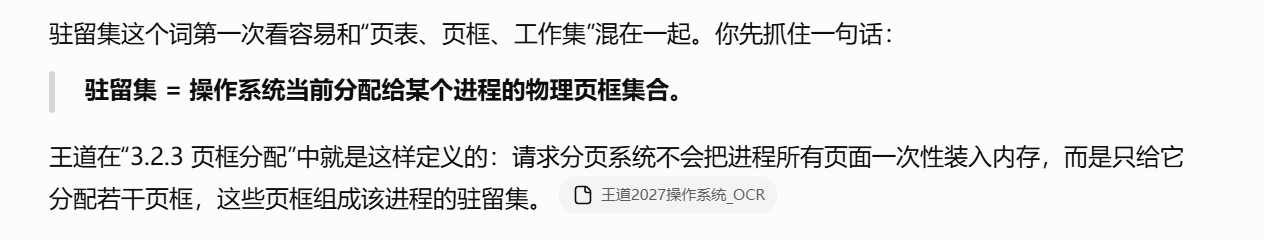 驻留集这个词第一次看容易和“页表、页框、工作集”混在一起。你先抓住一句话：
驻留集 = 操作系统当前分配给某个进程的物理页框集合。
王道在“3.2.3 页框分配”中就是这样定义的：请求分页系统不会把进程所有页面一次性装入内存，而是只给它
分配若干页框，这些页框组成该进程的驻留集。 王道2027操作系统_OCR